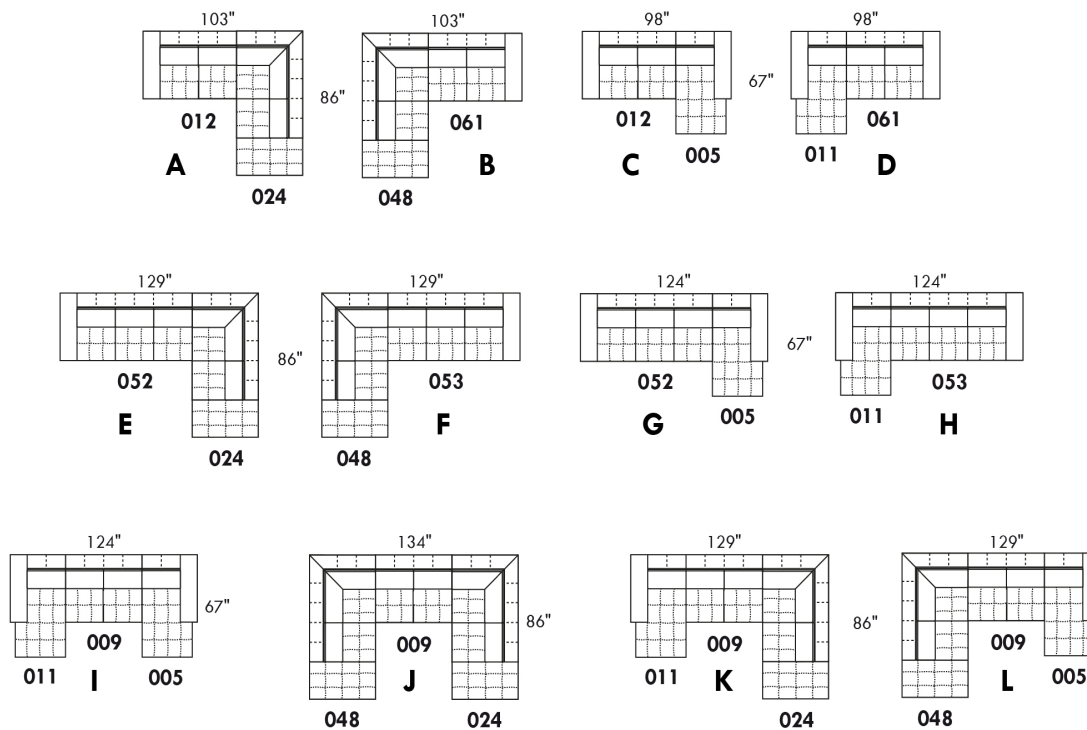 103" 103" 98" 98"
86" 67"
012 061 012 061
A B C D
005 011
024 048
129" 129" 124" 124"
86" 67"
052 053 052 053
E F G H
005 011
024 048
124" 134" 129" 129"
67" 86" 86"
009 009 009 009
011 I 005 J 011 K L 005
048 024 024 048